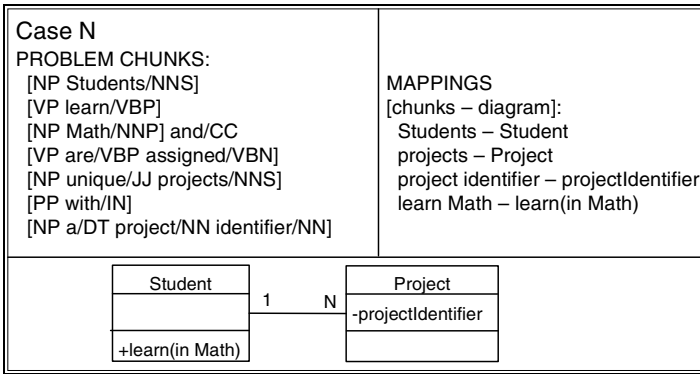 Case N
PROBLEM CHUNKS:
[NP Students/NNS]
[VP learn/VBP]
[NP Math/NNP] and/CC
[VP are/VBP assigned/VBN]
[NP unique/JJ projects/NNS]
[PP with/IN]
[NP a/DT project/NN identifier/NN]
MAPPINGS
[chunks – diagram]:
Students – Student
projects – Project
project identifier – projectIdentifier
learn Math – learn(in Math)
Student
+learn(in Math)
1
N
Project
-projectIdentifier